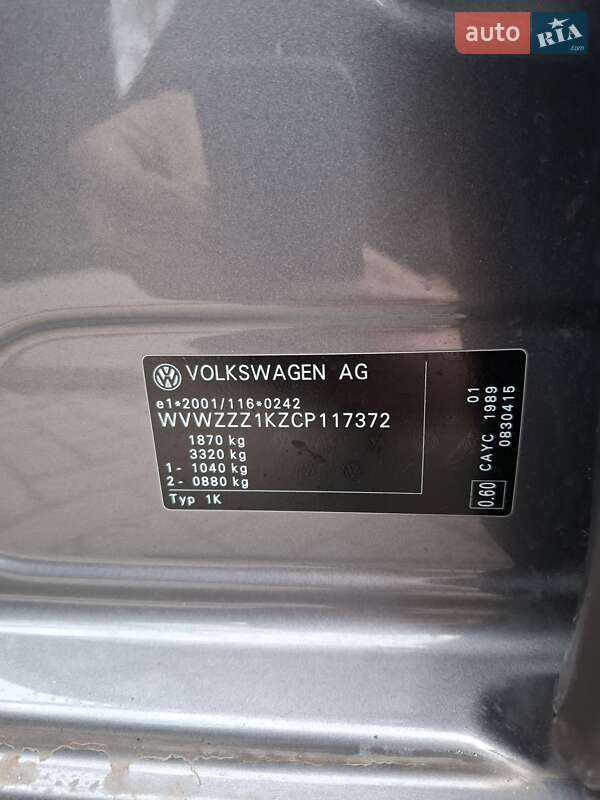 auto RIA.com
VOLKSWAGEN AG
e1*2001/116*0242
WVWZZZ1KZCP117372
1870 kg
3320 kg
1 - 1040 kg
2 - 0880 kg
Typ 1K
0.60 CAYC 1989 01
0830415